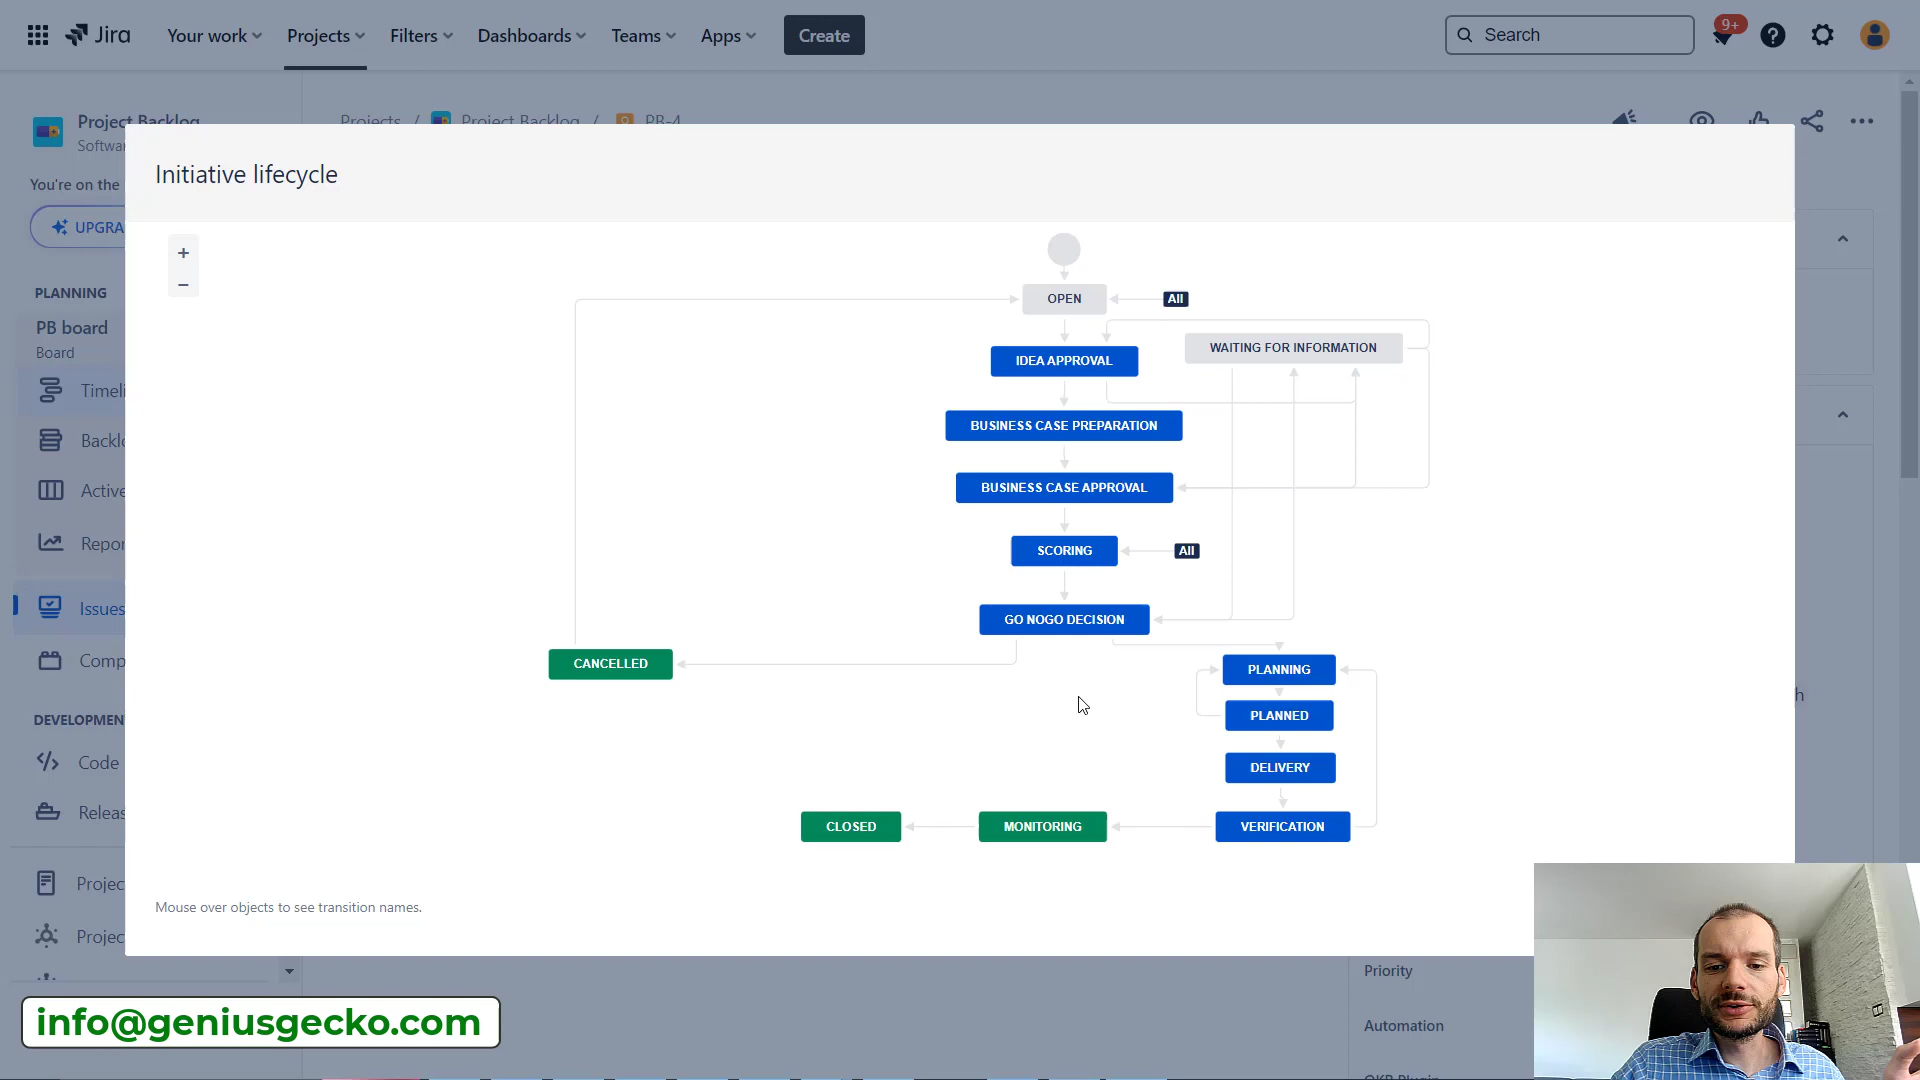 Jira
Your work
Projects
Filters
Dashboards
Teams
Apps
Create
Search
9+
Project Backlog
Softwa
Projects / Project Backlog / PB-4
You're on the
UPGRA
Initiative lifecycle
+
−
PLANNING
PB board
Board
Timeli
Backlo
Active
Repor
Issues
Comp
DEVELOPMEN
Code
Releas
Projec
Projec
OPEN
All
WAITING FOR INFORMATION
IDEA APPROVAL
BUSINESS CASE PREPARATION
BUSINESS CASE APPROVAL
SCORING
All
GO NOGO DECISION
CANCELLED
PLANNING
PLANNED
DELIVERY
VERIFICATION
MONITORING
CLOSED
h
Mouse over objects to see transition names.
Priority
Automation
OKR Plugin
info@geniusgecko.com